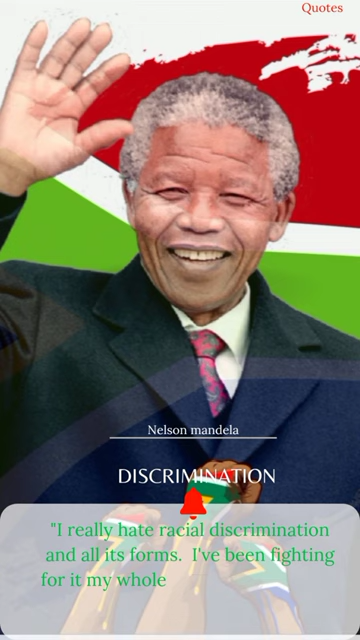 Quotes
Nelson mandela
DISCRIMINATION
"I really hate racial discrimination
and all its forms. I've been fighting
for it my whole